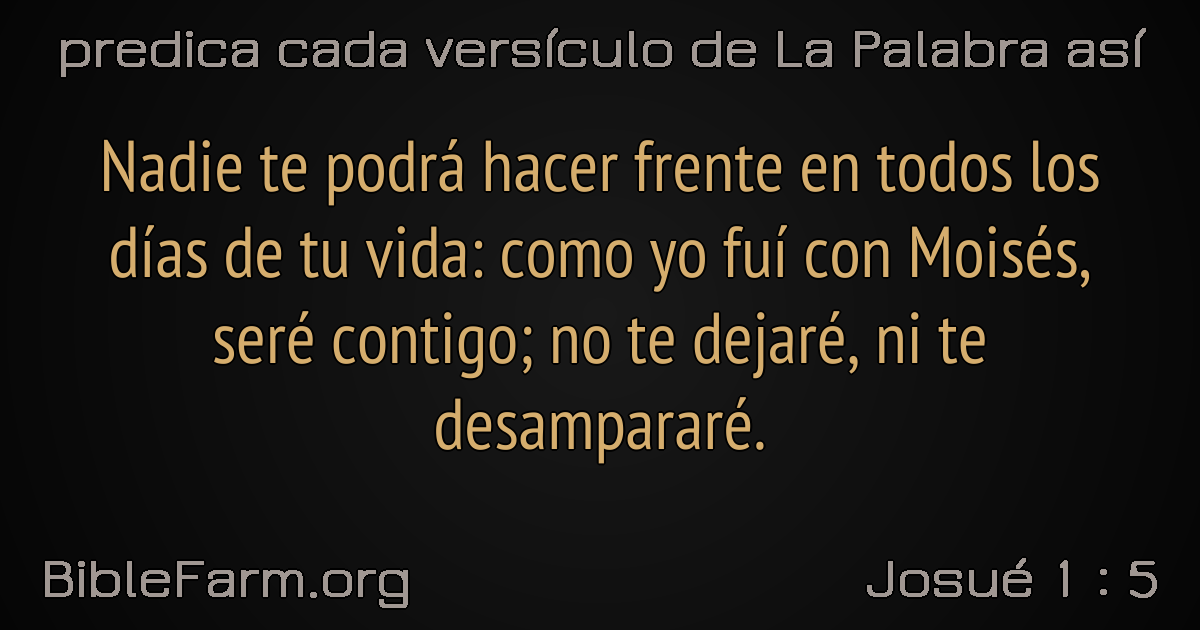 predica cada versículo de La Palabra así
Nadie te podrá hacer frente en todos los
días de tu vida: como yo fuí con Moisés,
seré contigo; no te dejaré, ni te
desampararé.
BibleFarm.org
Josué 1 : 5